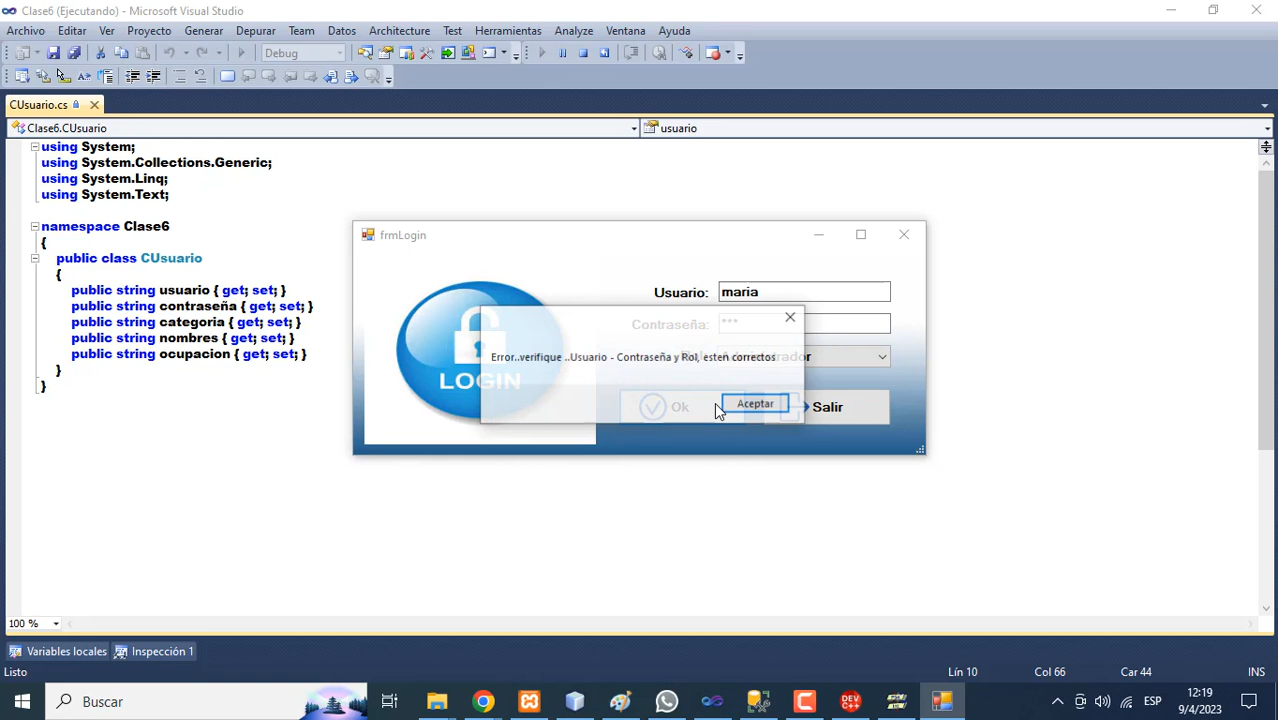 Clase6 (Ejecutando) - Microsoft Visual Studio
Archivo Editar Ver Proyecto Generar Depurar Team Datos Architecture Test Herramientas Analyze Ventana Ayuda
Debug
CUsuario.cs
Clase6.CUsuario usuario
using System;
using System.Collections.Generic;
using System.Linq;
using System.Text;
namespace Clase6
{
public class CUsuario
{
public string usuario { get; set; }
public string contraseña { get; set; }
public string categoria { get; set; }
public string nombres { get; set; }
public string ocupacion { get; set; }
}
}
frmLogin
Usuario: maria
Contraseña: ***
LOGIN
Error..verifique ..Usuario - Contraseña y Rol, esten correctos
Aceptar
Ok Salir
100 %
Variables locales Inspección 1
Listo Lín 10 Col 66 Car 44 INS
Buscar
DEV C++
ESP
12:19
9/4/2023